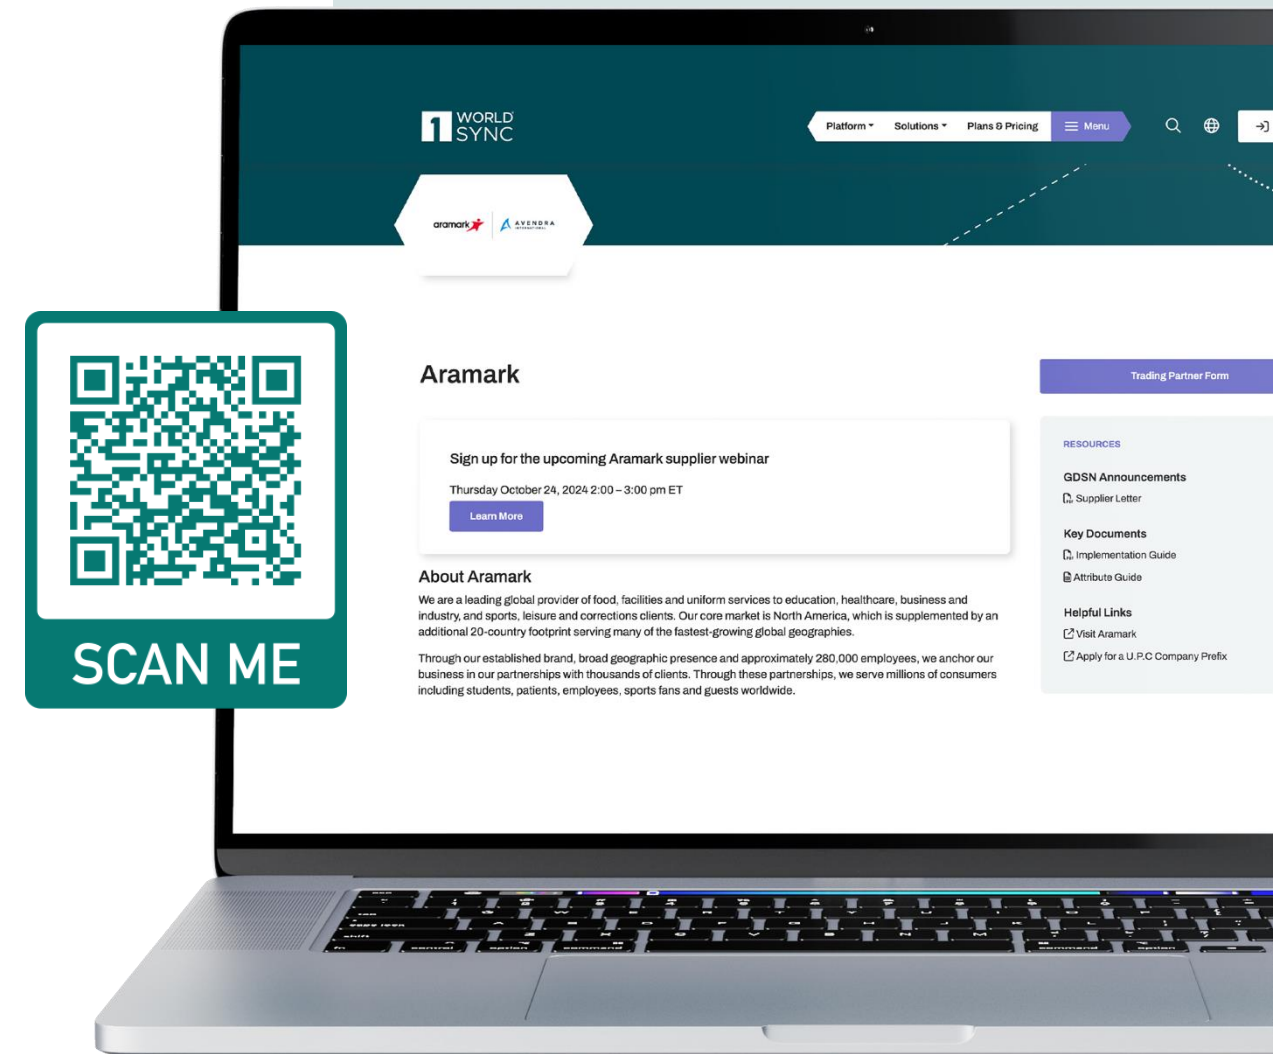 1 WORLD
SYNC
Platform
Solutions
Plans & Pricing
Menu
aramark
AVENDRA
INTERNATIONAL
SCAN ME
Aramark
Sign up for the upcoming Aramark supplier webinar
Thursday October 24, 2024 2:00 – 3:00 pm ET
Learn More
About Aramark
We are a leading global provider of food, facilities and uniform services to education, healthcare, business and
industry, and sports, leisure and corrections clients. Our core market is North America, which is supplemented by an
additional 20-country footprint serving many of the fastest-growing global geographies.
Through our established brand, broad geographic presence and approximately 280,000 employees, we anchor our
business in our partnerships with thousands of clients. Through these partnerships, we serve millions of consumers
including students, patients, employees, sports fans and guests worldwide.
Trading Partner Form
RESOURCES
GDSN Announcements
Supplier Letter
Key Documents
Implementation Guide
Attribute Guide
Helpful Links
Visit Aramark
Apply for a U.P.C Company Prefix